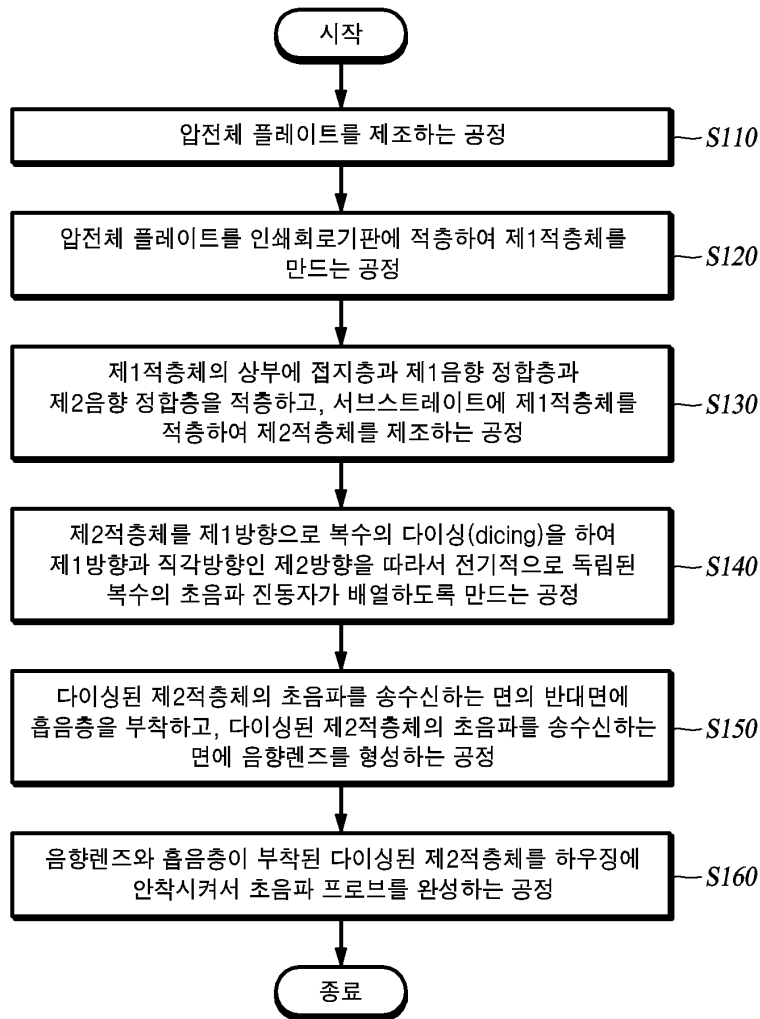 시작
압전체 플레이트를 제조하는 공정
S110
압전체 플레이트를 인쇄회로기판에 적층하여 제1적층체를
만드는 공정
S120
제1적층체의 상부에 접지층과 제1음향 정합층과
제2음향 정합층을 적층하고, 서브스트레이트에 제1적층체를
적층하여 제2적층체를 제조하는 공정
S130
제2적층체를 제1방향으로 복수의 다이싱(dicing)을 하여
제1방향과 직각방향인 제2방향을 따라서 전기적으로 독립된
복수의 초음파 진동자가 배열하도록 만드는 공정
S140
다이싱된 제2적층체의 초음파를 송수신하는 면의 반대면에
흡음층을 부착하고, 다이싱된 제2적층체의 초음파를 송수신하는
면에 음향렌즈를 형성하는 공정
S150
음향렌즈와 흡음층이 부착된 다이싱된 제2적층체를 하우징에
안착시켜서 초음파 프로브를 완성하는 공정
S160
종료